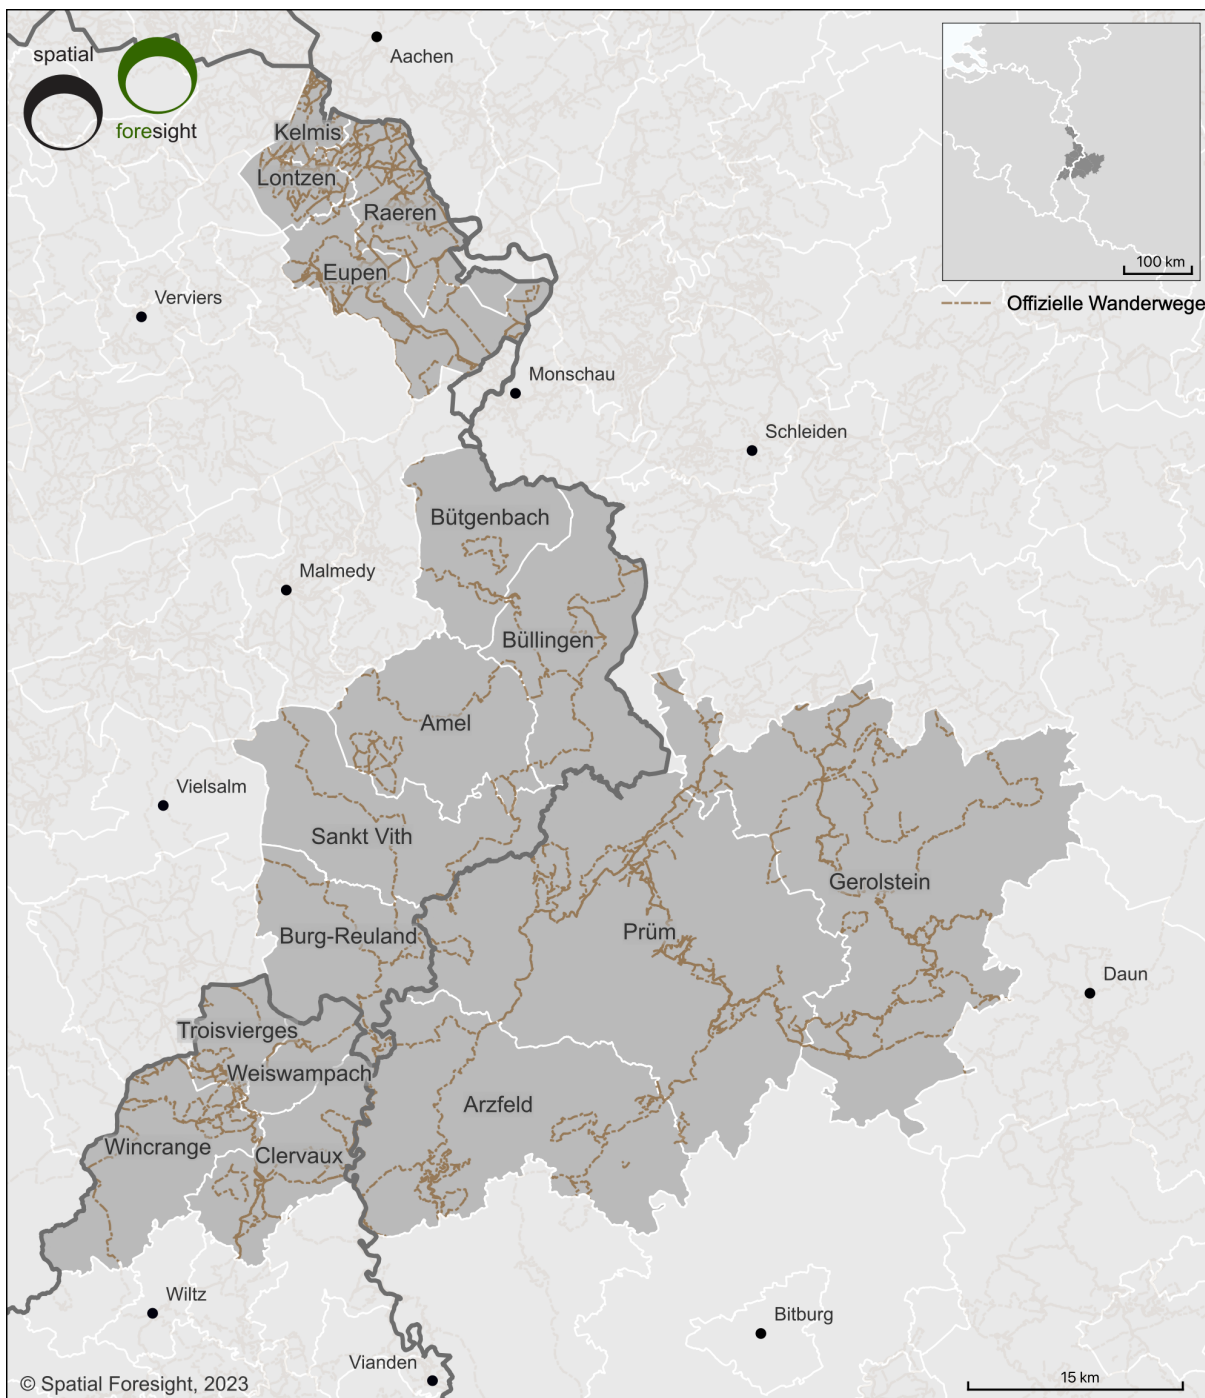 spatial
foresight
Aachen
100 km
Offizielle Wanderwege
Kelmis
Lontzen
Raeren
Eupen
Verviers
Monschau
Schleiden
Bütgenbach
Malmedy
Büllingen
Amel
Vielsalm
Sankt Vith
Gerolstein
Prüm
Burg-Reuland
Daun
Troisvierges
Weiswampach
Arzfeld
Wincrange
Clervaux
Wiltz
Bitburg
Vianden
© Spatial Foresight, 2023
15 km